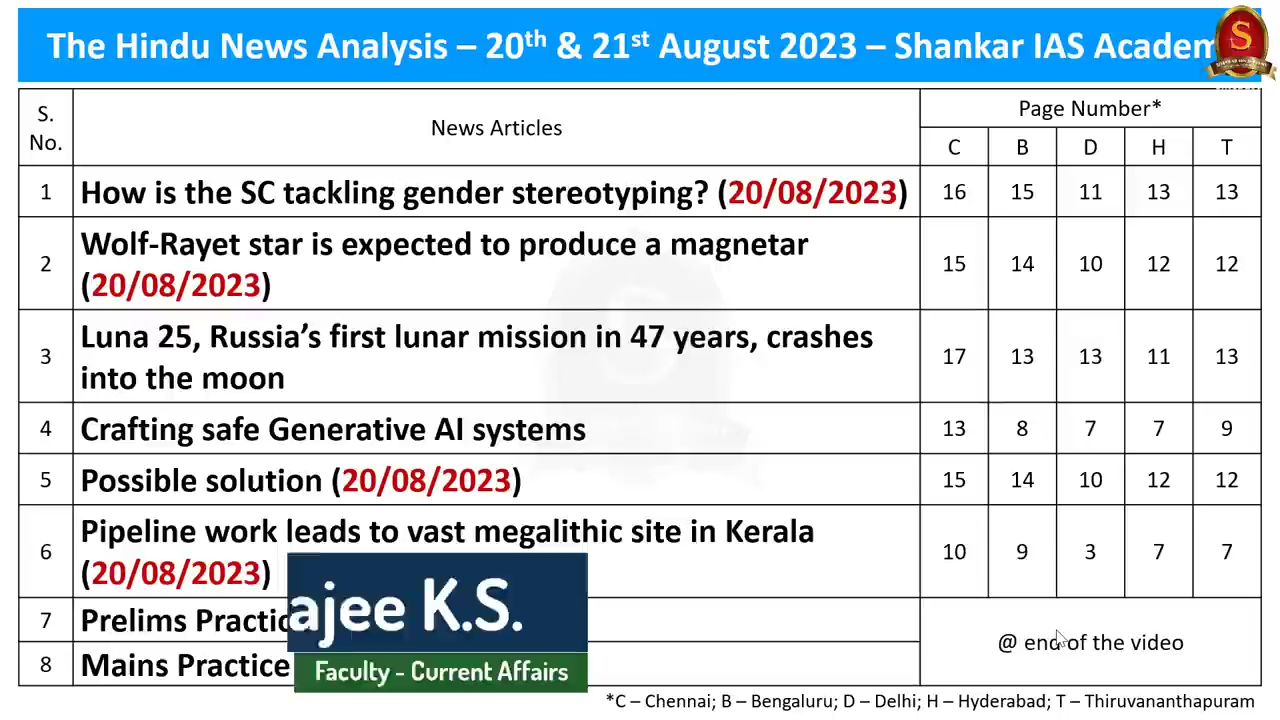 The Hindu News Analysis – 20th & 21st August 2023 – Shankar IAS Academ
S
S. No.
News Articles
Page Number*
C B D H T
1 How is the SC tackling gender stereotyping? (20/08/2023) 16 15 11 13 13
2 Wolf-Rayet star is expected to produce a magnetar
(20/08/2023) 15 14 10 12 12
3 Luna 25, Russia’s first lunar mission in 47 years, crashes
into the moon 17 13 13 11 13
4 Crafting safe Generative AI systems 13 8 7 7 9
5 Possible solution (20/08/2023) 15 14 10 12 12
6 Pipeline work leads to vast megalithic site in Kerala
(20/08/2023) 10 9 3 7 7
7 Prelims Practic
8 Mains Practice
@ end of the video
ajee K.S.
Faculty - Current Affairs
*C – Chennai; B – Bengaluru; D – Delhi; H – Hyderabad; T – Thiruvananthapuram